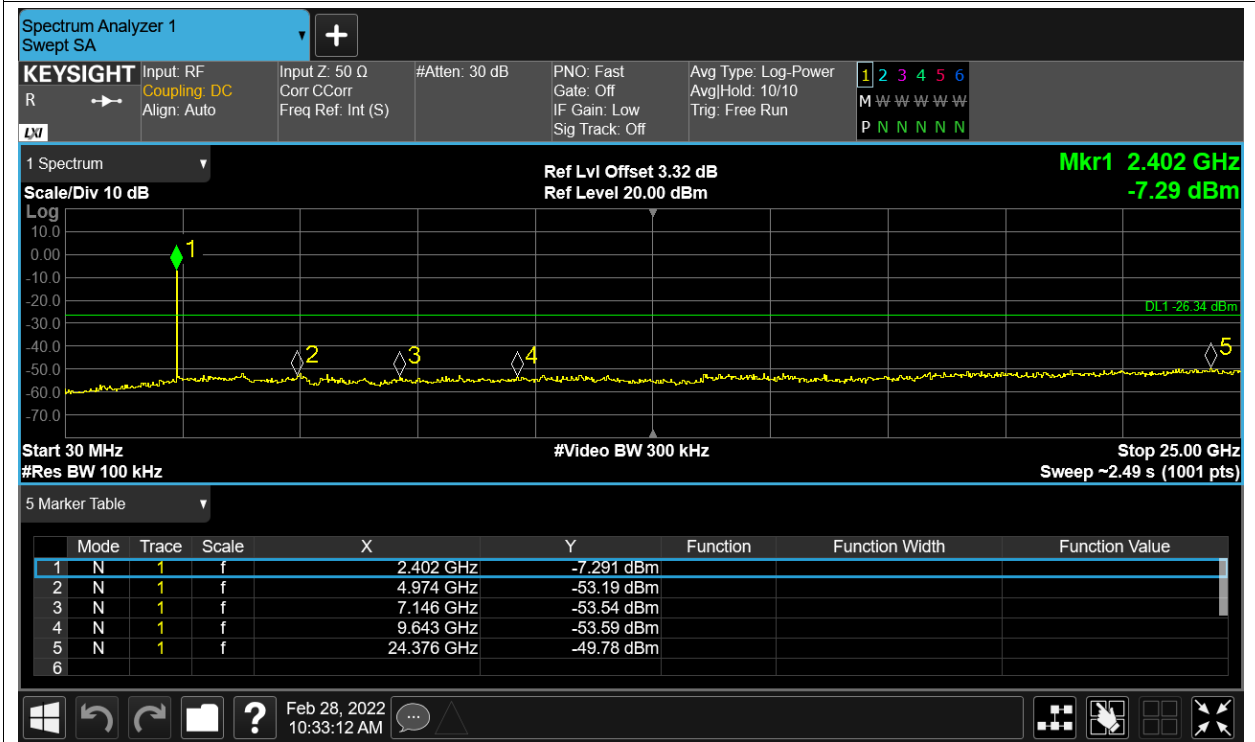 Spectrum Analyzer 1
Swept SA
+
KEYSIGHT
R
LXI
Input: RF
Coupling: DC
Align: Auto
Input Z: 50 Ω
Corr CCorr
Freq Ref: Int (S)
#Atten: 30 dB
PNO: Fast
Gate: Off
IF Gain: Low
Sig Track: Off
Avg Type: Log-Power
Avg|Hold: 10/10
Trig: Free Run
1 2 3 4 5 6
M W W W W W
P N N N N N
1 Spectrum
Scale/Div 10 dB
Ref Lvl Offset 3.32 dB
Ref Level 20.00 dBm
Mkr1 2.402 GHz
-7.29 dBm
Log
10.0
0.00
-10.0
-20.0
-30.0
-40.0
-50.0
-60.0
-70.0
1
2
3
4
5
DL1 -26.34 dBm
Start 30 MHz
#Res BW 100 kHz
#Video BW 300 kHz
Stop 25.00 GHz
Sweep ~2.49 s (1001 pts)
5 Marker Table
Mode Trace Scale X Y Function Function Width Function Value
1 N 1 f 2.402 GHz -7.291 dBm
2 N 1 f 4.974 GHz -53.19 dBm
3 N 1 f 7.146 GHz -53.54 dBm
4 N 1 f 9.643 GHz -53.59 dBm
5 N 1 f 24.376 GHz -49.78 dBm
6
?
Feb 28, 2022
10:33:12 AM